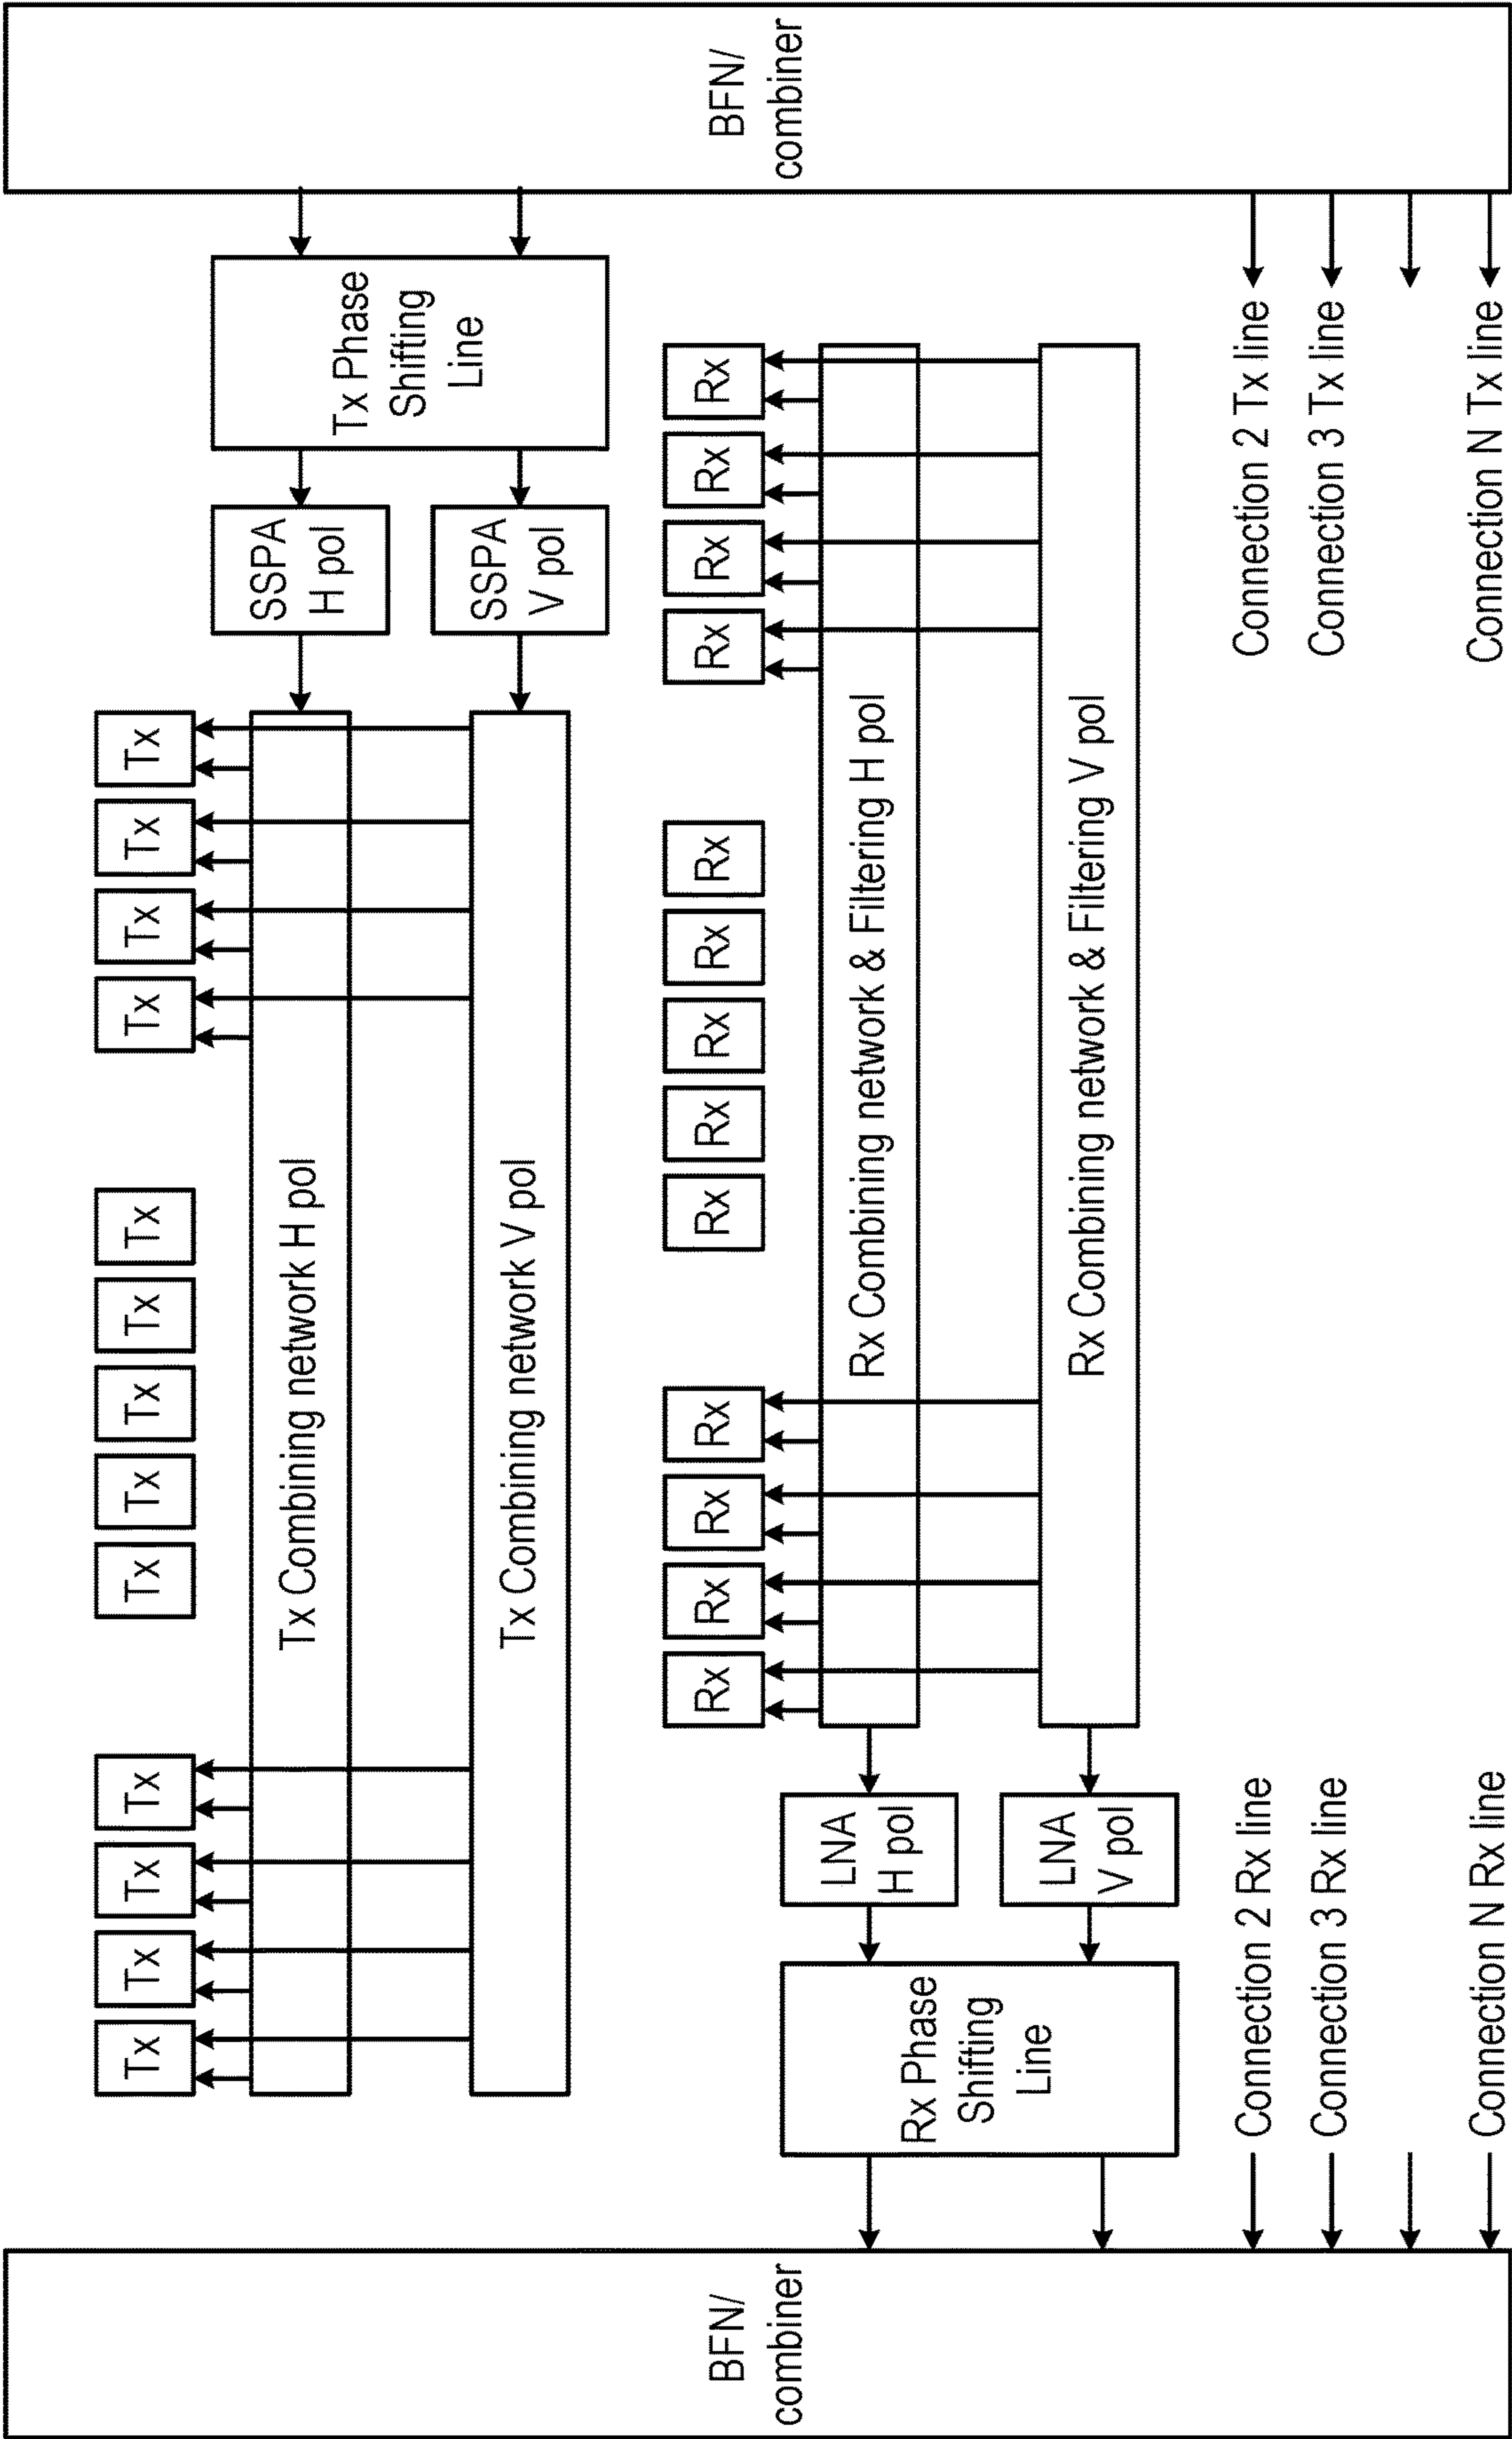 BFN/
combiner
Tx Tx Tx Tx Tx Tx Tx Tx Tx Tx Tx Tx Tx
Tx Combining network H pol
Tx Combining network V pol
SSPA
H pol
SSPA
V pol
Tx Phase
Shifting
Line
Rx Phase
Shifting
Line
LNA
H pol
LNA
V pol
Rx Rx Rx Rx Rx Rx Rx Rx Rx Rx Rx Rx Rx
Rx Combining network & Filtering H pol
Rx Combining network & Filtering V pol
Connection 2 Rx line
Connection 3 Rx line
Connection N Rx line
Connection 2 Tx line
Connection 3 Tx line
Connection N Tx line
BFN/
combiner